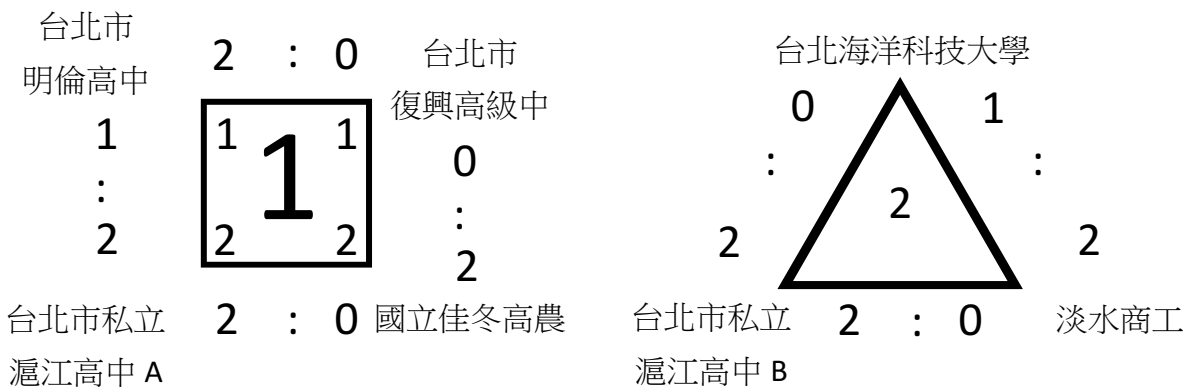 台北市
明倫高中
2 : 0
台北市
復興高級中
1
:
2
1 1
1
2 2
0
:
2
台北市私立
滬江高中 A
2 : 0
國立佳冬高農
台北海洋科技大學
0
:
2
1
:
2
2
台北市私立
滬江高中 B
2 : 0
淡水商工